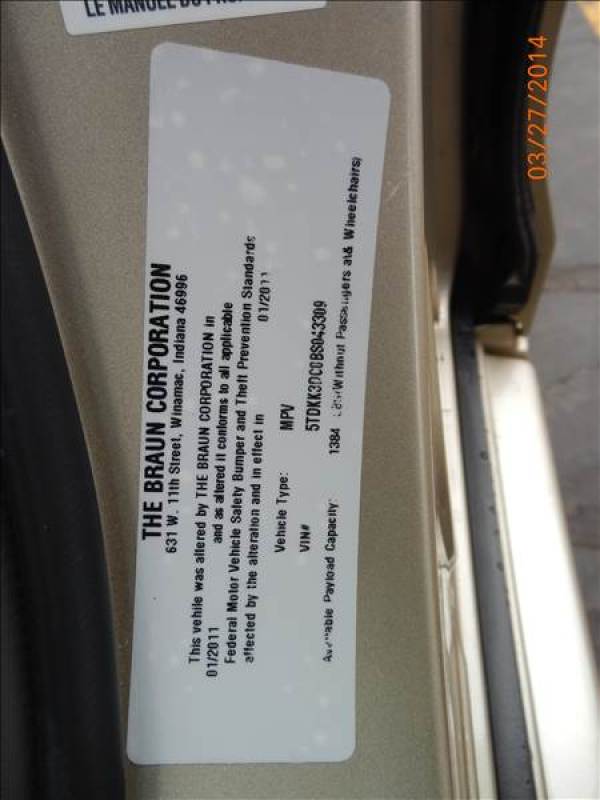 LE MANUEL DU
THE BRAUN CORPORATION
631 W. 11th Street, Winamac, Indiana 46996
This vehile was altered by THE BRAUN CORPORATION in
01/2011 and as altered it conforms to all applicable
Federal Motor Vehicle Safety Bumper and Theft Prevention Standards
affected by the alteration and in effect in 01/2011
Vehicle Type: MPV
VIN# 5TDKK3DC0BS043309
Available Payload Capacity: 1384 (Without Passengers Wheelchairs)
03/27/2014